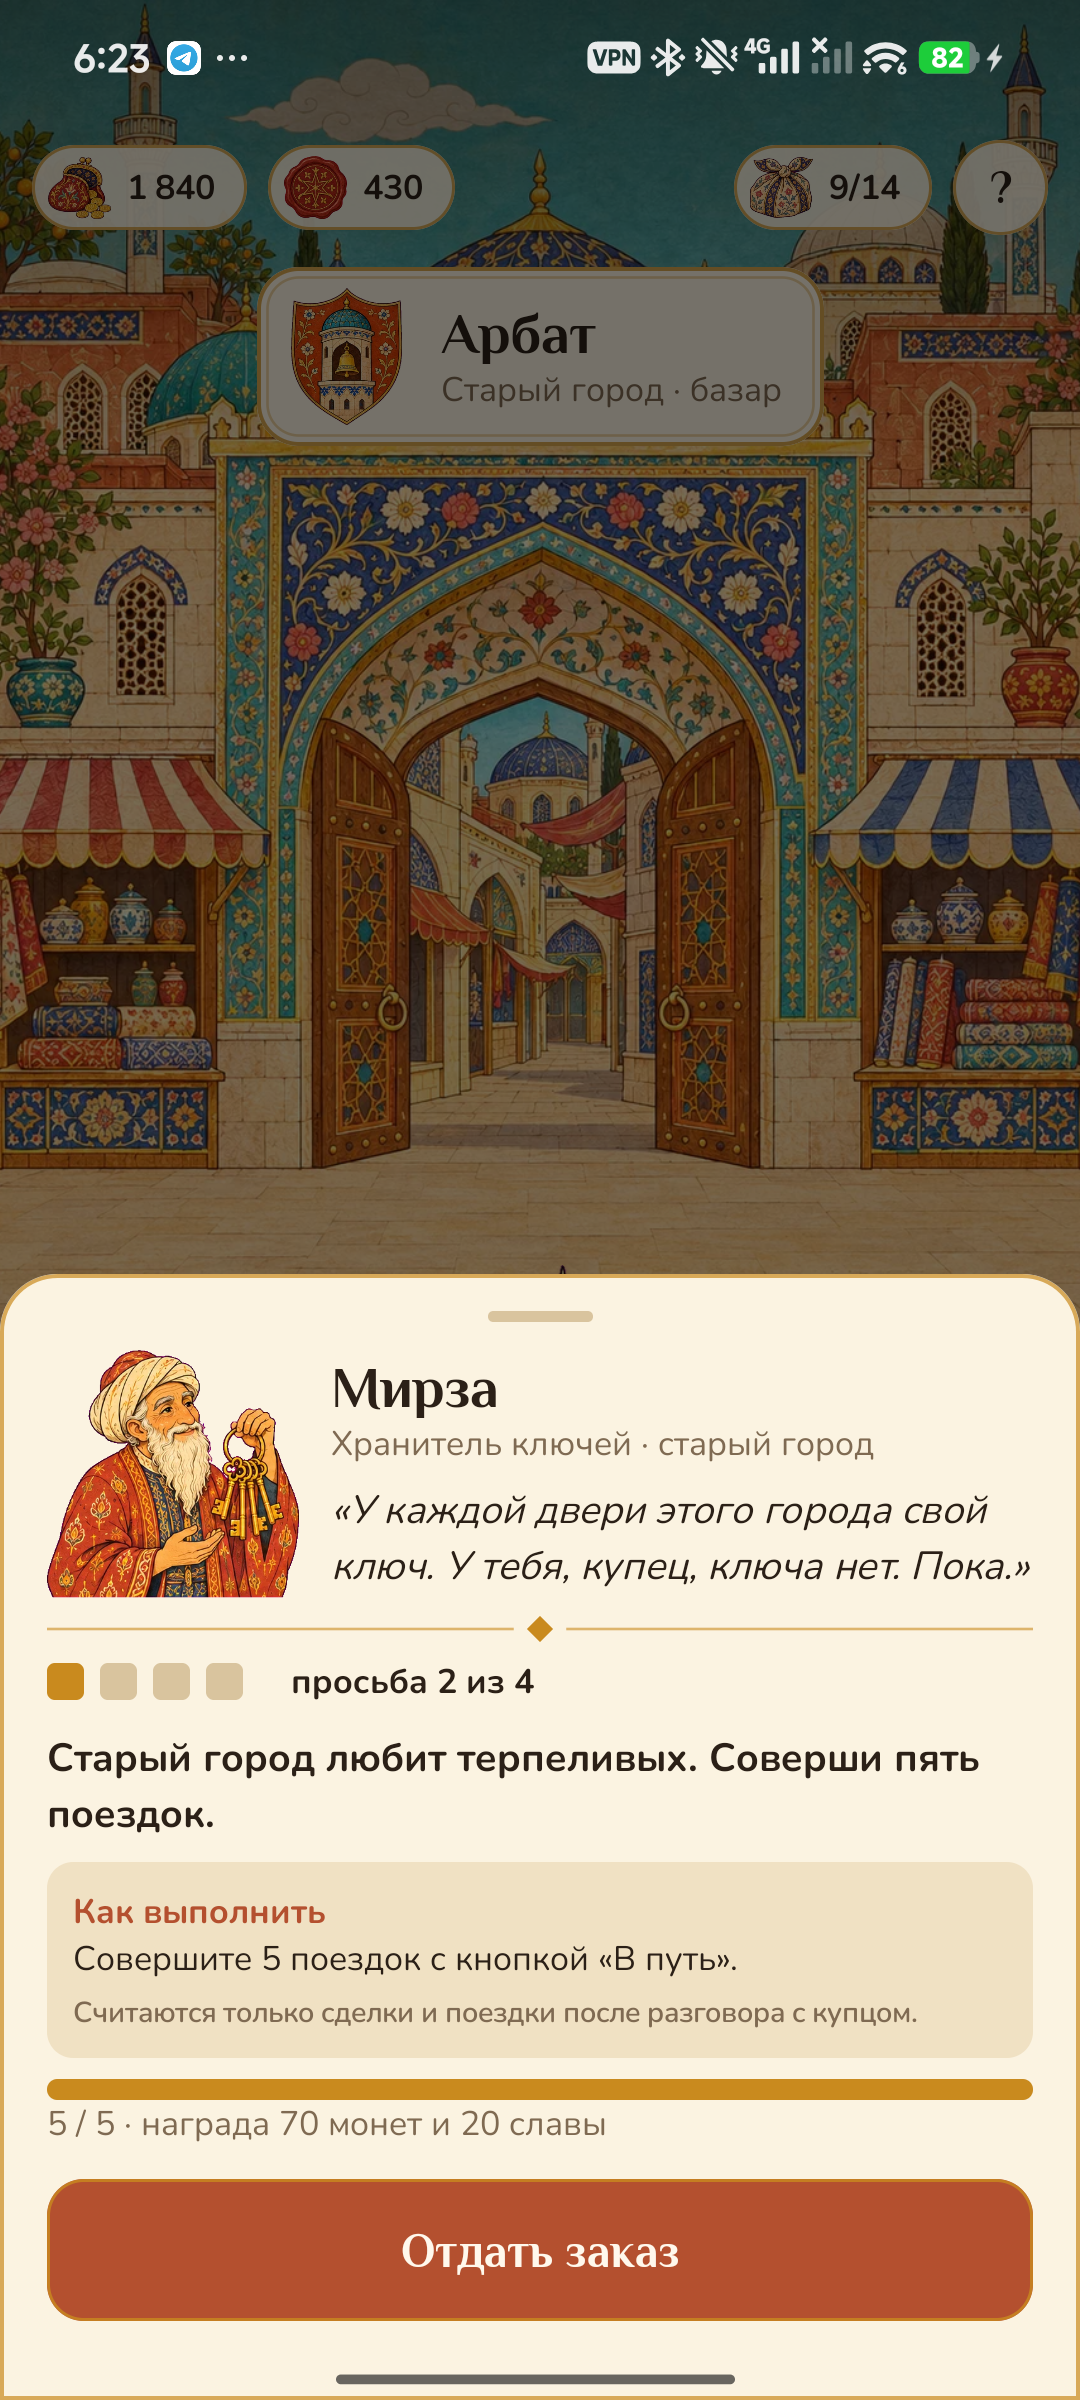 6:23
VPN 4G 6 82
1 840
430
9/14
?
Арбат
Старый город · базар
Мирза
Хранитель ключей · старый город
«У каждой двери этого города свой
ключ. У тебя, купец, ключа нет. Пока.»
просьба 2 из 4
Старый город любит терпеливых. Соверши пять
поездок.
Как выполнить
Совершите 5 поездок с кнопкой «В путь».
Считаются только сделки и поездки после разговора с купцом.
5 / 5 · награда 70 монет и 20 славы
Отдать заказ